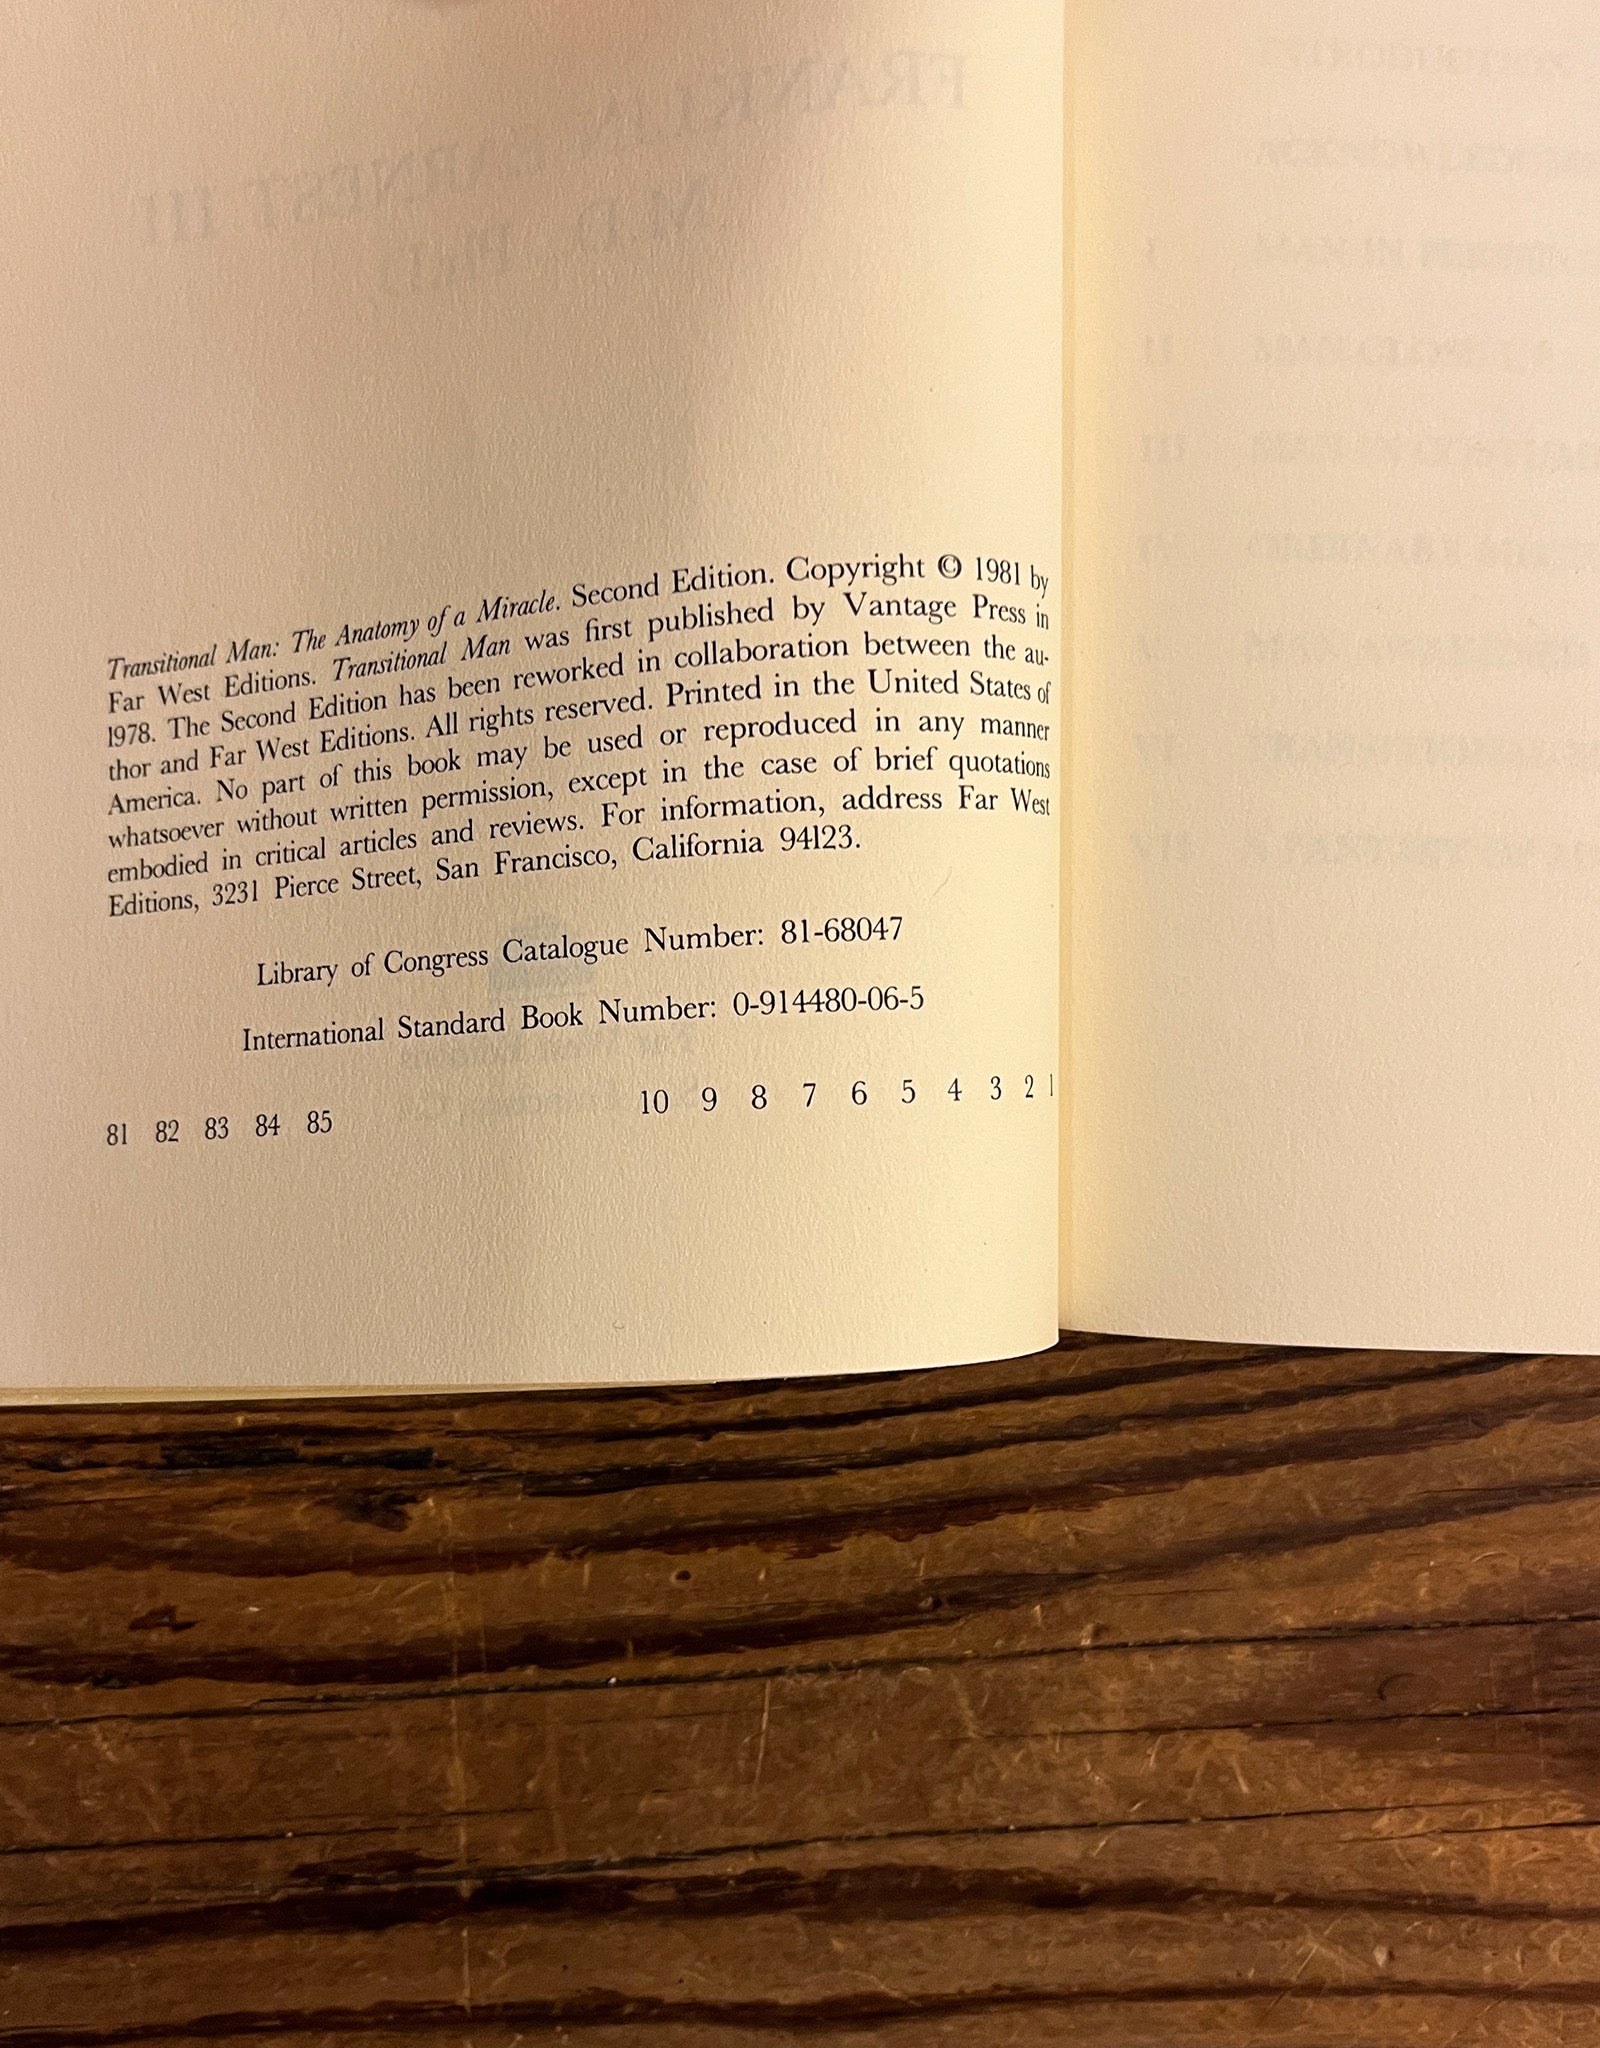 Transitional Man: The Anatomy of a Miracle. Second Edition. Copyright © 1981 by
Far West Editions. Transitional Man was first published by Vantage Press in
1978. The Second Edition has been reworked in collaboration between the au-
thor and Far West Editions. All rights reserved. Printed in the United States of
America. No part of this book may be used or reproduced in any manner
whatsoever without written permission, except in the case of brief quotations
embodied in critical articles and reviews. For information, address Far West
Editions, 3231 Pierce Street, San Francisco, California 94123.
Library of Congress Catalogue Number: 81-68047
International Standard Book Number: 0-914480-06-5
81 82 83 84 85 10 9 8 7 6 5 4 3 2 1